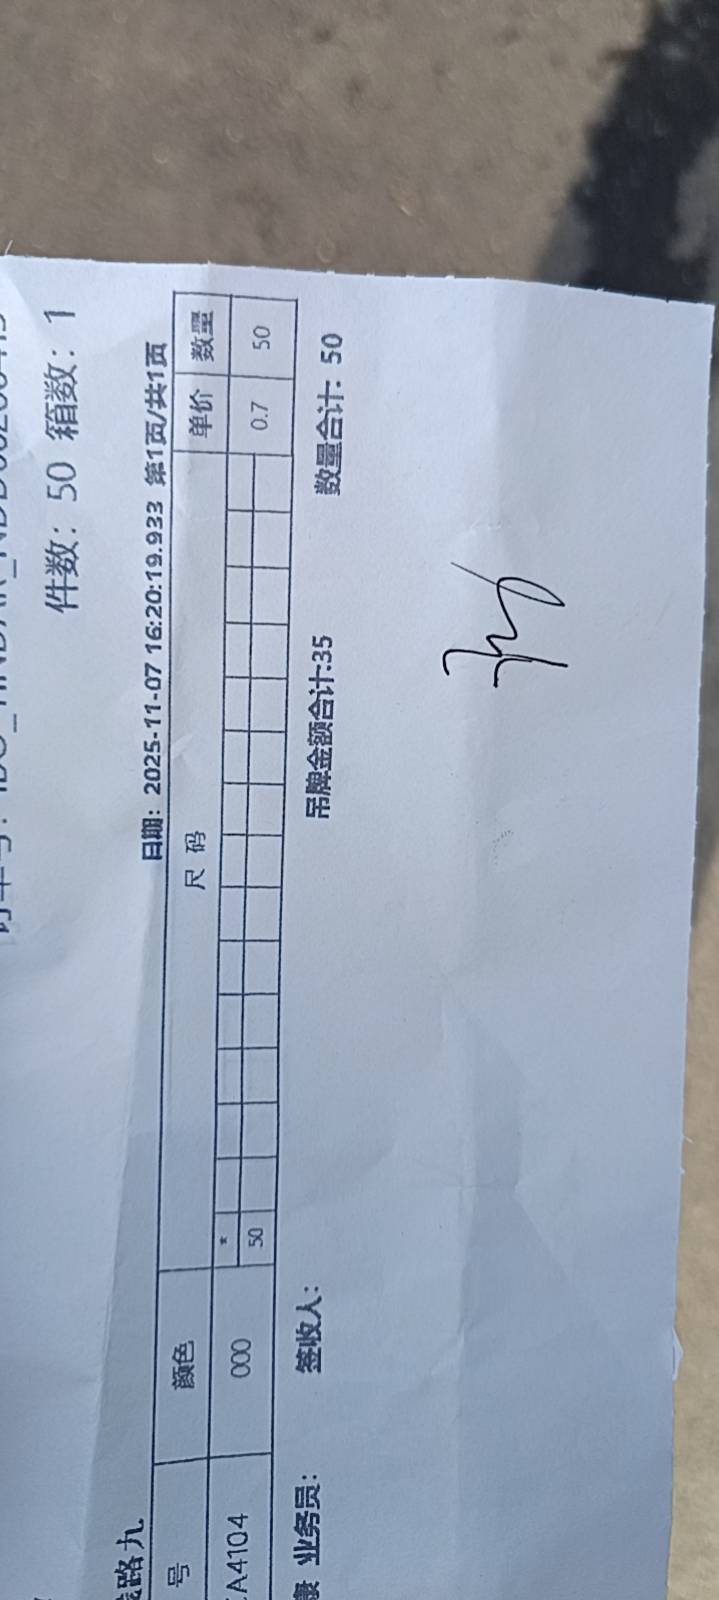 件数: 50 箱数: 1
路九 日期: 2025-11-07 16:20:19.933 第1页/共1页
号 颜色 尺 码 单价 数量
*
A4104 000 50 0.7 50
业务员: 签收人: 吊牌金额合计:35 数量合计: 50